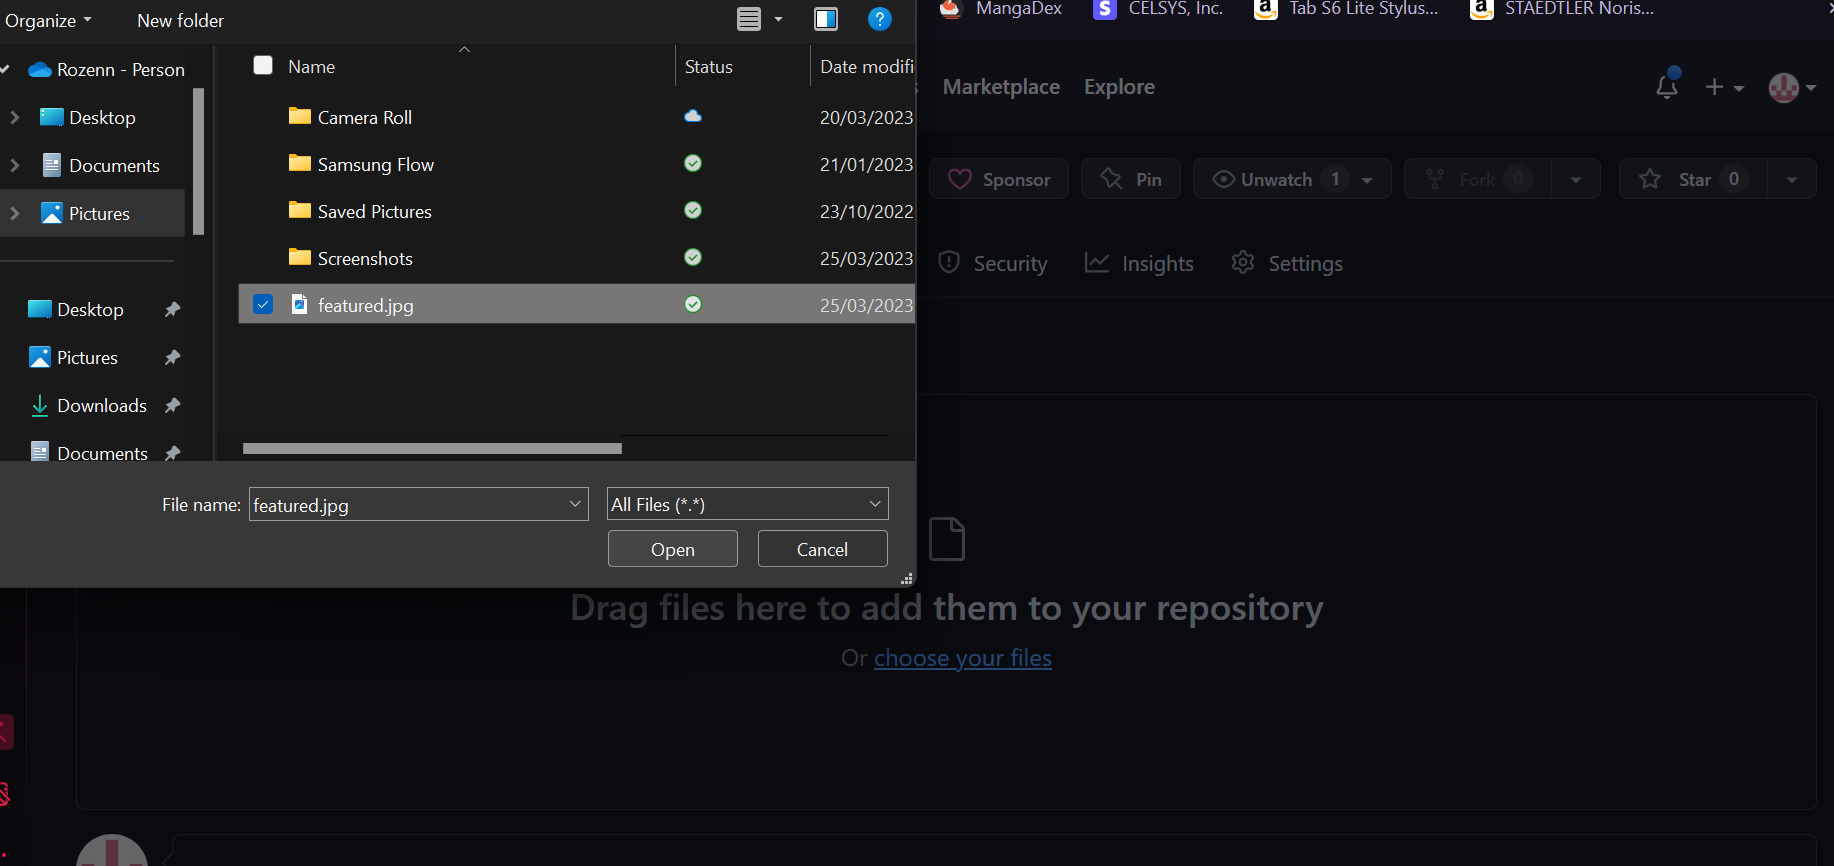 Organize
New folder
MangaDex
CELSYS, Inc.
Tab S6 Lite Stylus...
STAEDTLER Noris...
Rozenn - Person
Name
Status
Date modifi
Desktop
Camera Roll
20/03/2023
Documents
Samsung Flow
21/01/2023
Pictures
Saved Pictures
23/10/2022
Screenshots
25/03/2023
Desktop
featured.jpg
25/03/2023
Pictures
Downloads
Documents
File name:
featured.jpg
All Files (*.*)
Open
Cancel
Marketplace
Explore
Sponsor
Pin
Unwatch 1
Fork 0
Star 0
Security
Insights
Settings
Drag files here to add them to your repository
Or choose your files